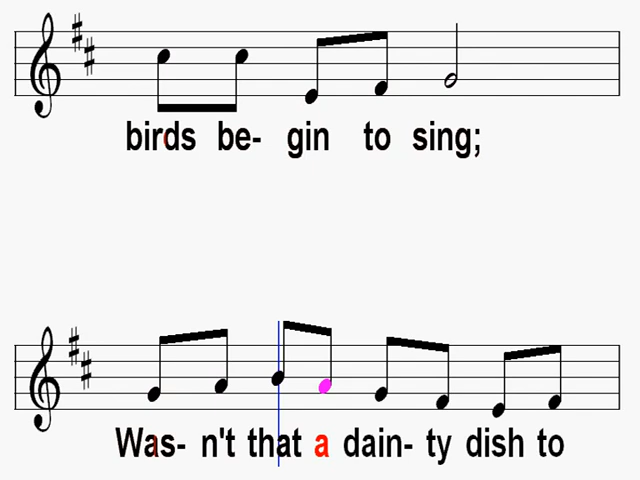 birds be- gin to sing;
Was- n't that a dain- ty dish to